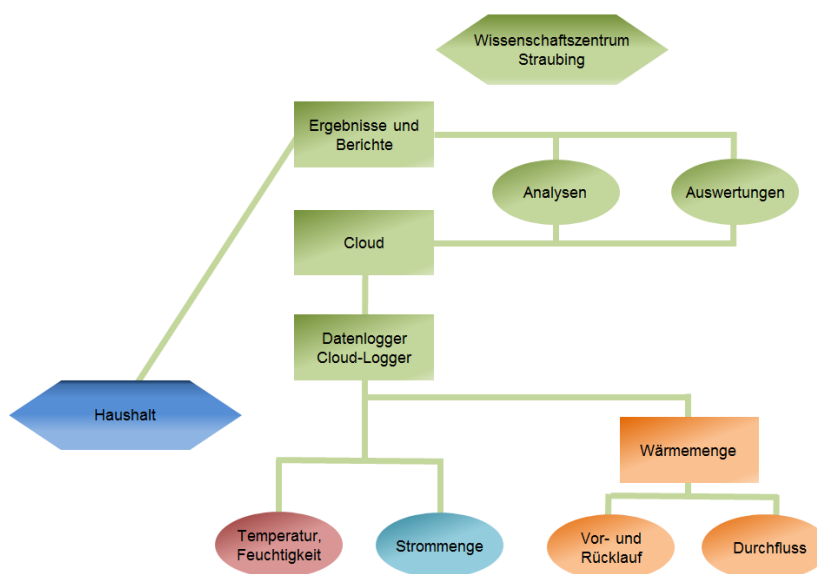 Wissenschaftszentrum
Straubing
Ergebnisse und
Berichte
Analysen
Auswertungen
Cloud
Datenlogger
Cloud-Logger
Haushalt
Wärmemenge
Temperatur,
Feuchtigkeit
Strommenge
Vor- und
Rücklauf
Durchfluss